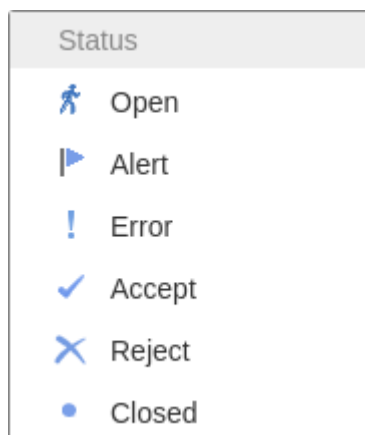 Status
Open
Alert
Error
Accept
Reject
Closed